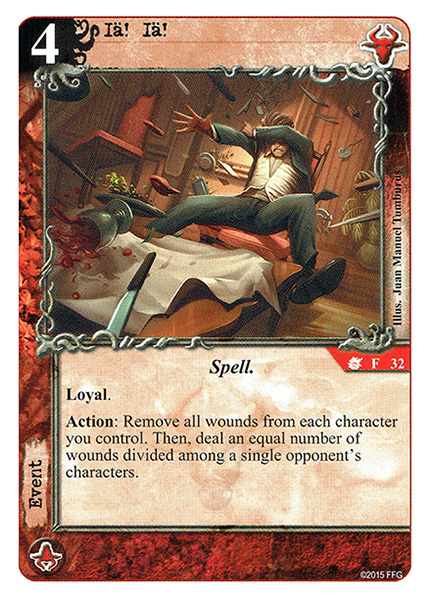 4
Iä! Iä!
Illus. Juan Manuel Tumburus
Spell.
F 32
Loyal.
Action: Remove all wounds from each character
you control. Then, deal an equal number of
wounds divided among a single opponent's
characters.
Event
©2015 FFG